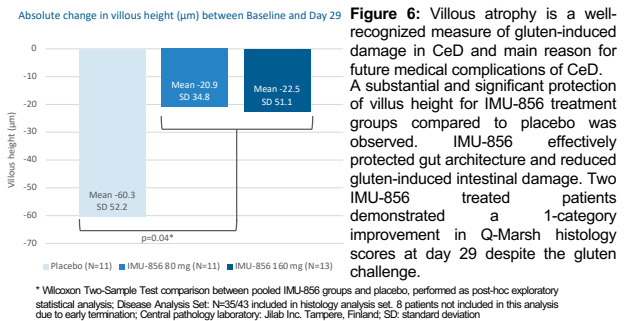 Absolute change in villous height (µm) between Baseline and Day 29
0
-10
-20
-30
-40
-50
-60
-70
Villous height (µm)
Mean -60.3
SD 52.2
Mean -20.9
SD 34.8
Mean -22.5
SD 51.1
p=0.04*
Placebo (N=11) IMU-856 80 mg (N=11) IMU-856 160 mg (N=13)
Figure 6: Villous atrophy is a well-
recognized measure of gluten-induced
damage in CeD and main reason for
future medical complications of CeD.
A substantial and significant protection
of villus height for IMU-856 treatment
groups compared to placebo was
observed. IMU-856 effectively
protected gut architecture and reduced
gluten-induced intestinal damage. Two
IMU-856 treated patients
demonstrated a 1-category
improvement in Q-Marsh histology
scores at day 29 despite the gluten
challenge.
* Wilcoxon Two-Sample Test comparison between pooled IMU-856 groups and placebo, performed as post-hoc exploratory
statistical analysis; Disease Analysis Set: N=35/43 included in histology analysis set. 8 patients not included in this analysis
due to early termination; Central pathology laboratory: Jilab Inc. Tampere, Finland; SD: standard deviation